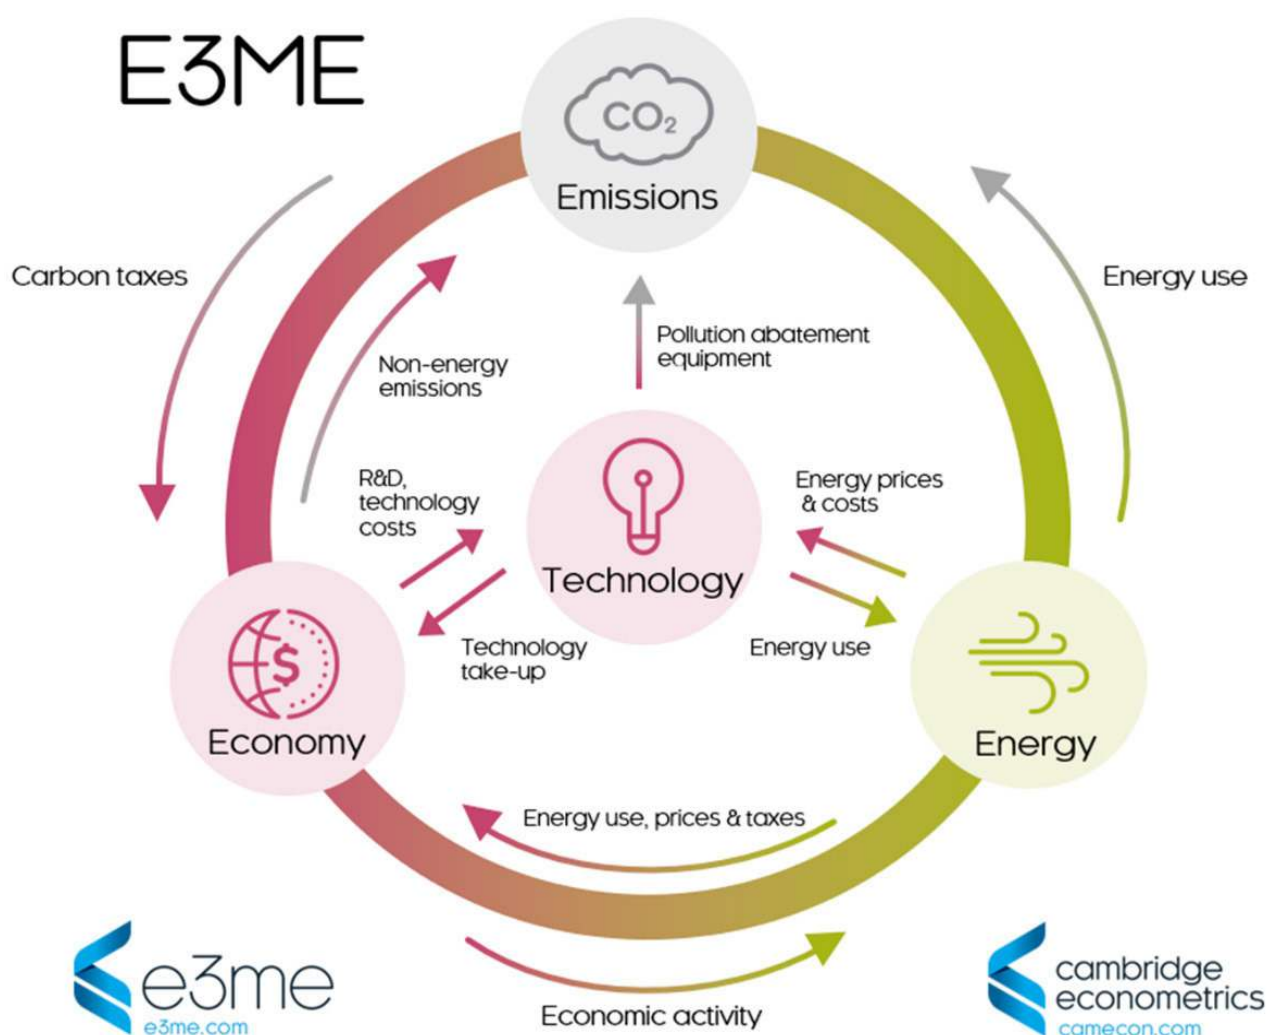 E3ME
CO₂
Emissions
Carbon taxes
Energy use
Pollution abatement
equipment
Non-energy
emissions
R&D,
technology
costs
Energy prices
& costs
Technology
Technology
take-up
Energy use
Economy
$
Energy
Energy use, prices & taxes
Economic activity
e3me
e3me.com
cambridge
econometrics
camecon.com